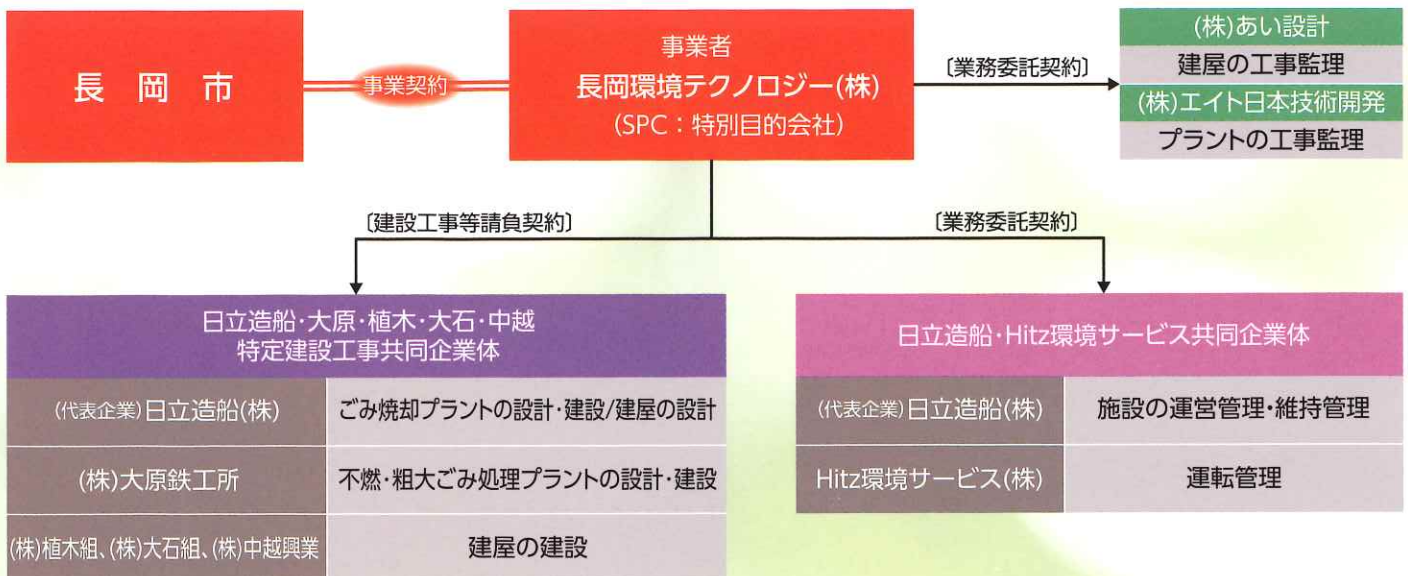 長岡市
事業契約
事業者
長岡環境テクノロジー(株)
(SPC：特別目的会社)
〔業務委託契約〕
(株)あい設計
建屋の工事監理
(株)エイト日本技術開発
プラントの工事監理
〔建設工事等請負契約〕
〔業務委託契約〕
日立造船・大原・植木・大石・中越
特定建設工事共同企業体
(代表企業)日立造船(株)
ごみ焼却プラントの設計・建設/建屋の設計
(株)大原鉄工所
不燃・粗大ごみ処理プラントの設計・建設
(株)植木組、(株)大石組、(株)中越興業
建屋の建設
日立造船・Hitz環境サービス共同企業体
(代表企業)日立造船(株)
施設の運営管理・維持管理
Hitz環境サービス(株)
運転管理